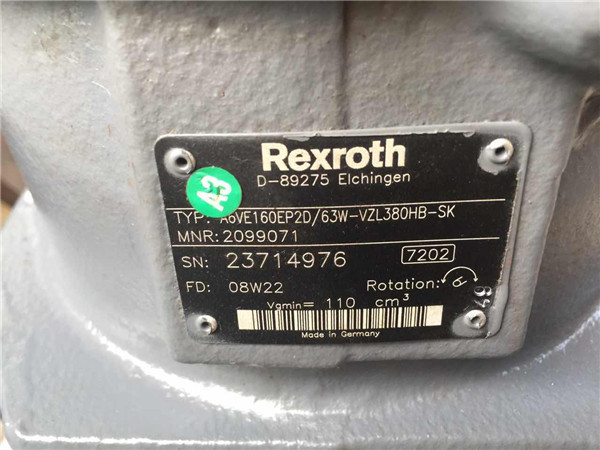 Rexroth
D-89275 Elchingen
A3
TYP: A6VE160EP2D/63W-VZL380HB-SK
MNR: 2099071
SN: 23714976 7202
FD: 08W22 Rotation:
Vgmin= 110 cm³
Made in Germany